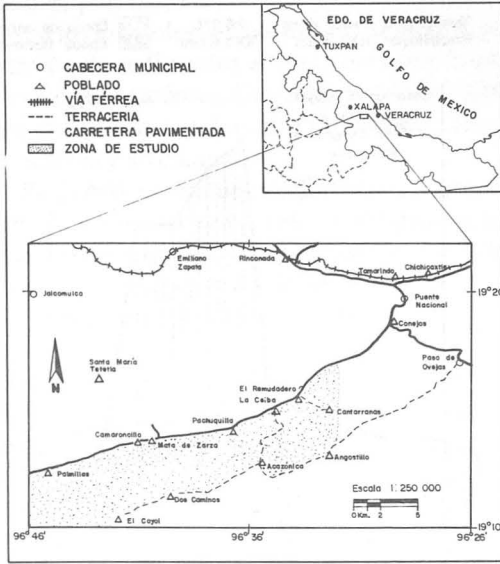 EDO. DE VERACRUZ
TUXPAN
GOLFO DE MEXICO
XALAPA
VERACRUZ
CABECERA MUNICIPAL
POBLADO
VÍA FÉRREA
TERRACERIA
CARRETERA PAVIMENTADA
ZONA DE ESTUDIO
Emiliano
Zapata
Rinconada
Tamarindo
Chichicastle
19°20'
Jalcomulco
Puente
Nacional
Conejos
Paso de
Ovejas
Santa María
Tetetla
N
El Remudadero
La Ceiba
Cantarranas
Pachuquilla
Camaroncillo
Mata de Zarza
Acazónica
Angostillo
Palmillas
Dos Caminos
El Coyol
Escala 1:250 000
0 Km. 2 5
19°10'
96°46'
96°36'
96°26'